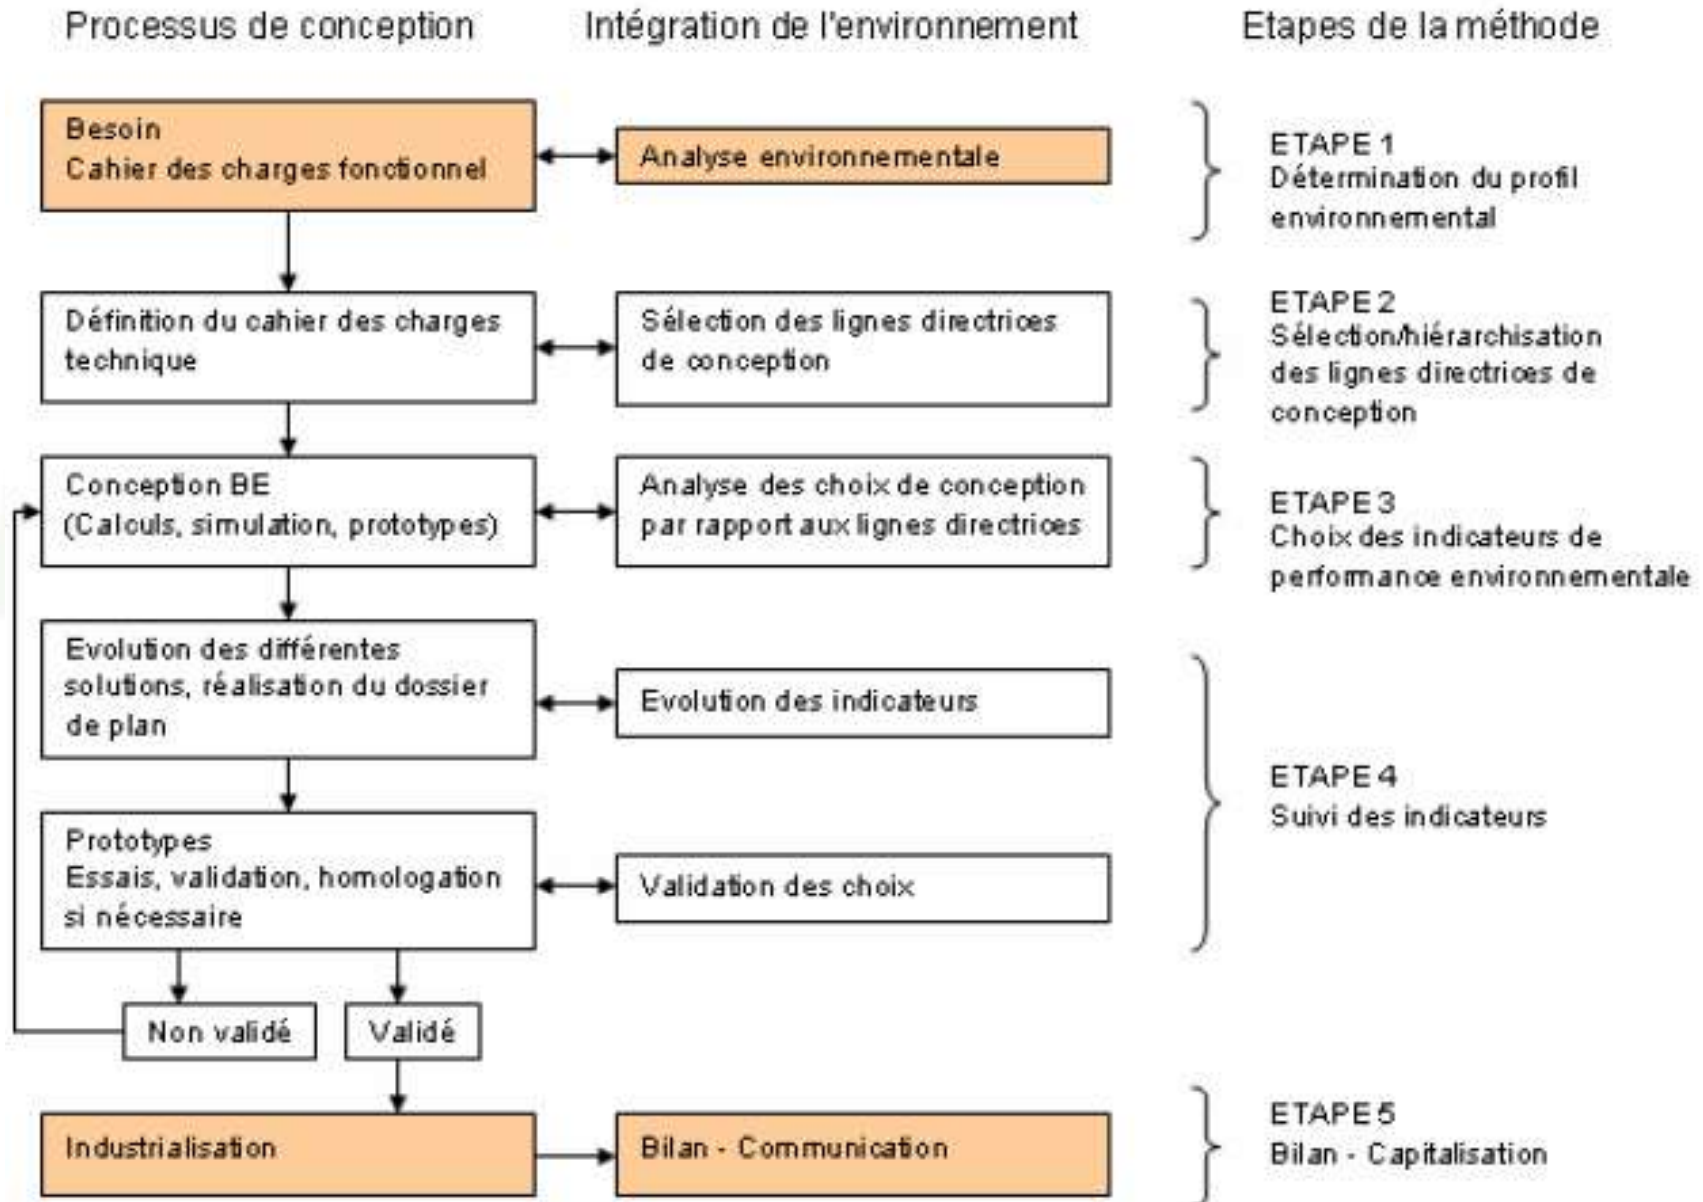 Processus de conception
Intégration de l'environnement
Etapes de la méthode
Besoin
Cahier des charges fonctionnel
Analyse environnementale
ETAPE 1
Détermination du profil
environnemental
Définition du cahier des charges
technique
Sélection des lignes directrices
de conception
ETAPE 2
Sélection/hiérarchisation
des lignes directrices de
conception
Conception BE
(Calculs, simulation, prototypes)
Analyse des choix de conception
par rapport aux lignes directrices
ETAPE 3
Choix des indicateurs de
performance environnementale
Evolution des différentes
solutions, réalisation du dossier
de plan
Evolution des indicateurs
ETAPE 4
Suivi des indicateurs
Prototypes
Essais, validation, homologation
si nécessaire
Validation des choix
Non validé
Validé
Industrialisation
Bilan - Communication
ETAPE 5
Bilan - Capitalisation